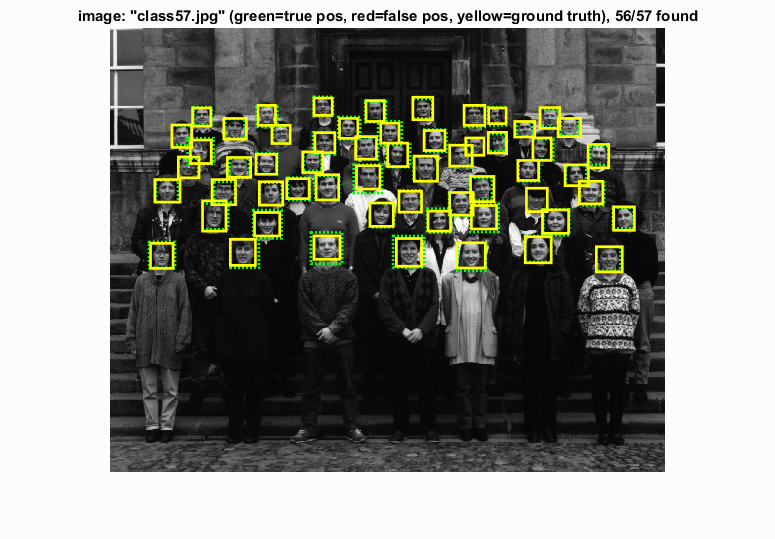 image: "class57.jpg" (green=true pos, red=false pos, yellow=ground truth), 56/57 found